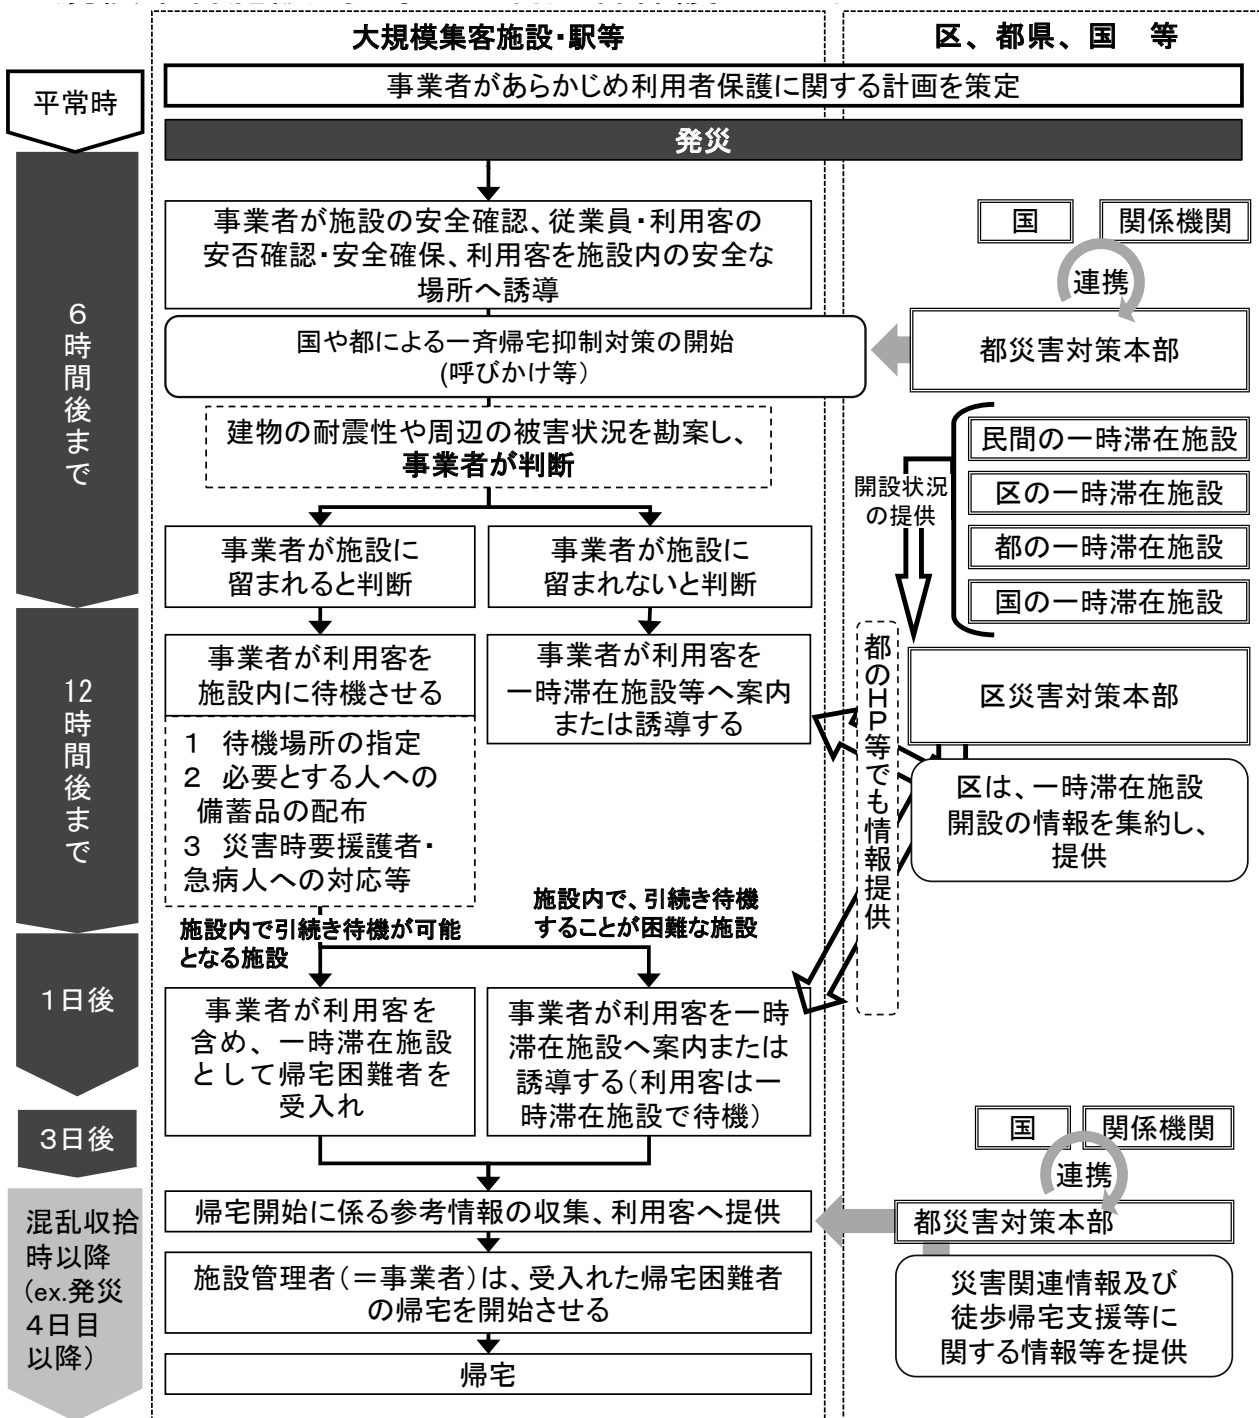 大規模集客施設・駅等
区、都県、国　等
平常時
事業者があらかじめ利用者保護に関する計画を策定
発災
6時間後まで
事業者が施設の安全確認、従業員・利用客の
安否確認・安全確保、利用客を施設内の安全な
場所へ誘導
国
関係機関
連携
都災害対策本部
国や都による一斉帰宅抑制対策の開始
(呼びかけ等)
建物の耐震性や周辺の被害状況を勘案し、
事業者が判断
民間の一時滞在施設
区の一時滞在施設
都の一時滞在施設
国の一時滞在施設
開設状況
の提供
事業者が施設に
留まれると判断
事業者が施設に
留まれないと判断
12時間後まで
事業者が利用客を
施設内に待機させる
事業者が利用客を
一時滞在施設等へ案内
または誘導する
都のHP等でも情報提供
区災害対策本部
区は、一時滞在施設
開設の情報を集約し、
提供
1　待機場所の指定
2　必要とする人への
備蓄品の配布
3　災害時要援護者・
急病人への対応等
施設内で引続き待機が可能
となる施設
施設内で、引続き待機
することが困難な施設
1日後
事業者が利用客を
含め、一時滞在施設
として帰宅困難者を
受入れ
事業者が利用客を一時
滞在施設へ案内または
誘導する（利用客は一
時滞在施設で待機）
3日後
国
関係機関
連携
都災害対策本部
災害関連情報及び
徒歩帰宅支援等に
関する情報等を提供
混乱収拾
時以降
(ex.発災
4日目
以降)
帰宅開始に係る参考情報の収集、利用客へ提供
施設管理者（＝事業者）は、受入れた帰宅困難者
の帰宅を開始させる
帰宅